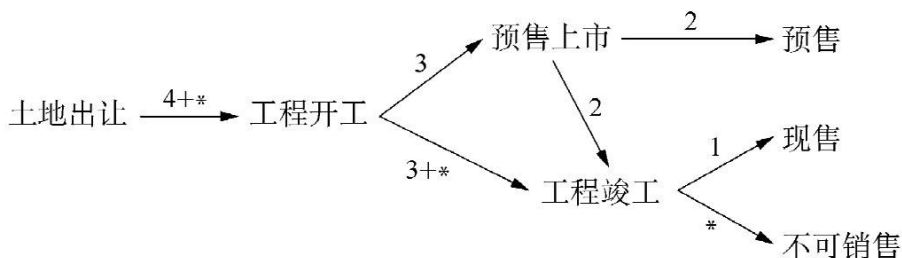 预售上市 2 预售
3
土地出让 4+* 工程开工 2 现售
1
3+* 工程竣工
*
不可销售